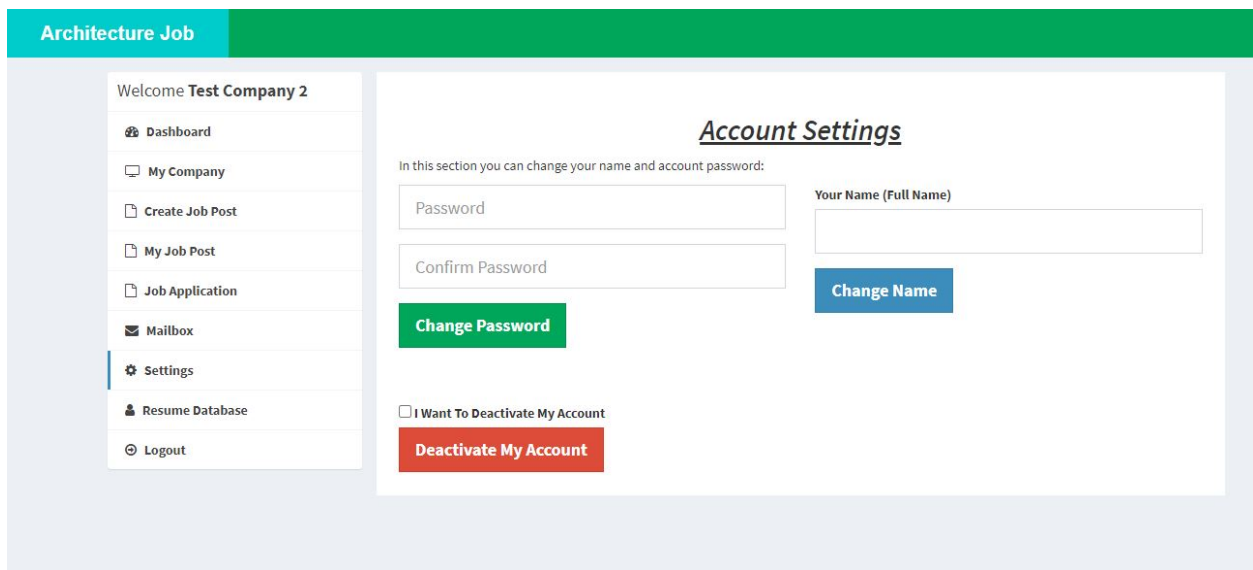 Architecture Job
Welcome Test Company 2
Dashboard
My Company
Create Job Post
My Job Post
Job Application
Mailbox
Settings
Resume Database
Logout
Account Settings
In this section you can change your name and account password:
Password
Confirm Password
Change Password
Your Name (Full Name)
Change Name
I Want To Deactivate My Account
Deactivate My Account